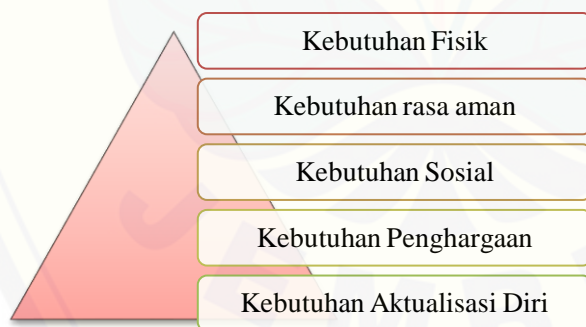 Kebutuhan Fisik
Kebutuhan rasa aman
Kebutuhan Sosial
Kebutuhan Penghargaan
Kebutuhan Aktualisasi Diri